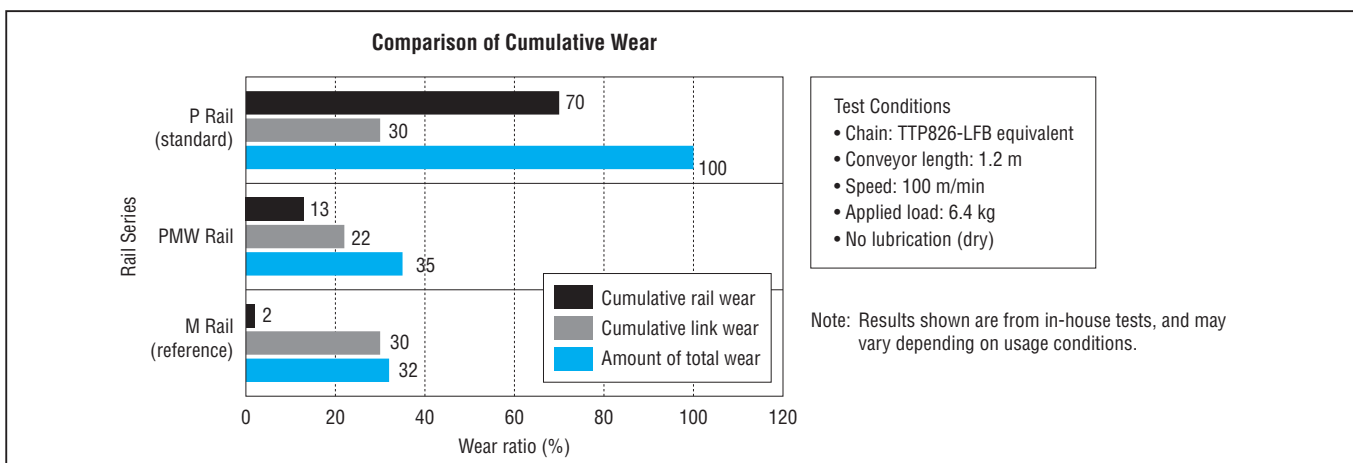 Comparison of Cumulative Wear
Rail Series
P Rail
(standard)
70
30
100
PMW Rail
13
22
35
M Rail
(reference)
2
30
32
Cumulative rail wear
Cumulative link wear
Amount of total wear
0 20 40 60 80 100 120
Wear ratio (%)
Test Conditions
• Chain: TTP826-LFB equivalent
• Conveyor length: 1.2 m
• Speed: 100 m/min
• Applied load: 6.4 kg
• No lubrication (dry)
Note: Results shown are from in-house tests, and may
vary depending on usage conditions.